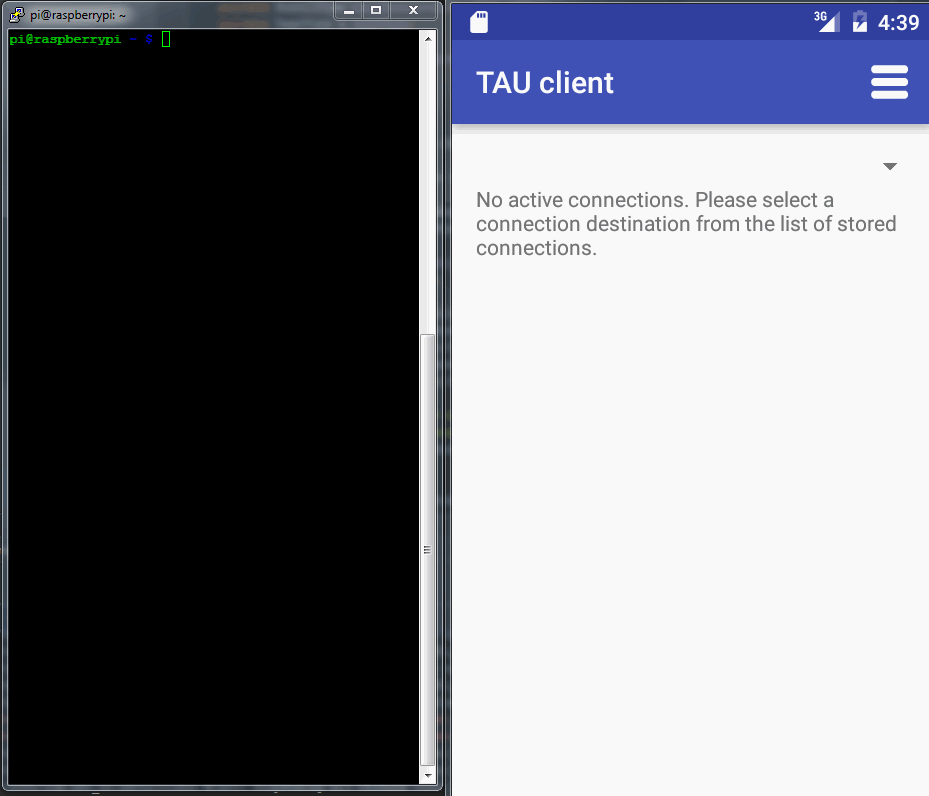 pi@raspberrypi: ~
pi@raspberrypi ~ $
3G 4:39
TAU client
No active connections. Please select a
connection destination from the list of stored
connections.